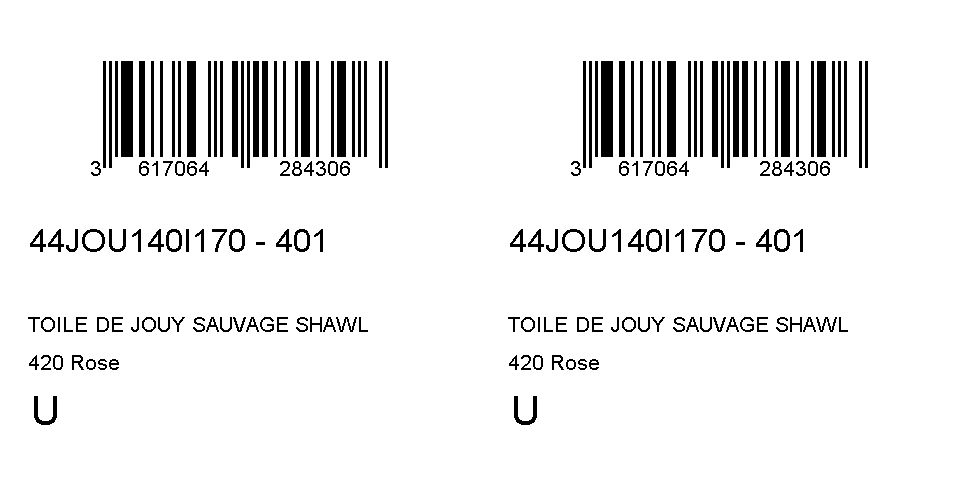 3 617064 284306
44JOU140I170 - 401
TOILE DE JOUY SAUVAGE SHAWL
420 Rose
U
3 617064 284306
44JOU140I170 - 401
TOILE DE JOUY SAUVAGE SHAWL
420 Rose
U